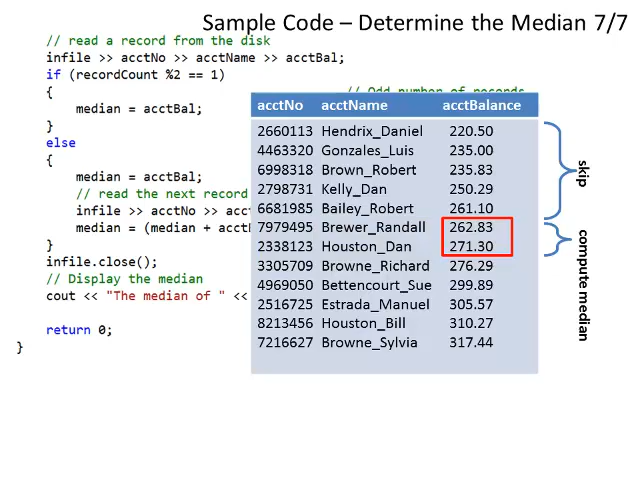 Sample Code – Determine the Median 7/7
// read a record from the disk
infile >> acctNo >> acctName >> acctBal;
if (recordCount %2 == 1)
{ // Odd number of records
median = acctBal;
}
else
{
median = acctBal;
// read the next record
infile >> acctNo >> acc
median = (median + acctB
}
infile.close();
// Display the median
cout << "The median of " <<
return 0;
}
acctNo acctName acctBalance
2660113 Hendrix_Daniel 220.50
4463320 Gonzales_Luis 235.00
6998318 Brown_Robert 235.83
2798731 Kelly_Dan 250.29
6681985 Bailey_Robert 261.10
7979495 Brewer_Randall 262.83
2338123 Houston_Dan 271.30
3305709 Browne_Richard 276.29
4969050 Bettencourt_Sue 299.89
2516725 Estrada_Manuel 305.57
8213456 Houston_Bill 310.27
7216627 Browne_Sylvia 317.44
skip
compute median